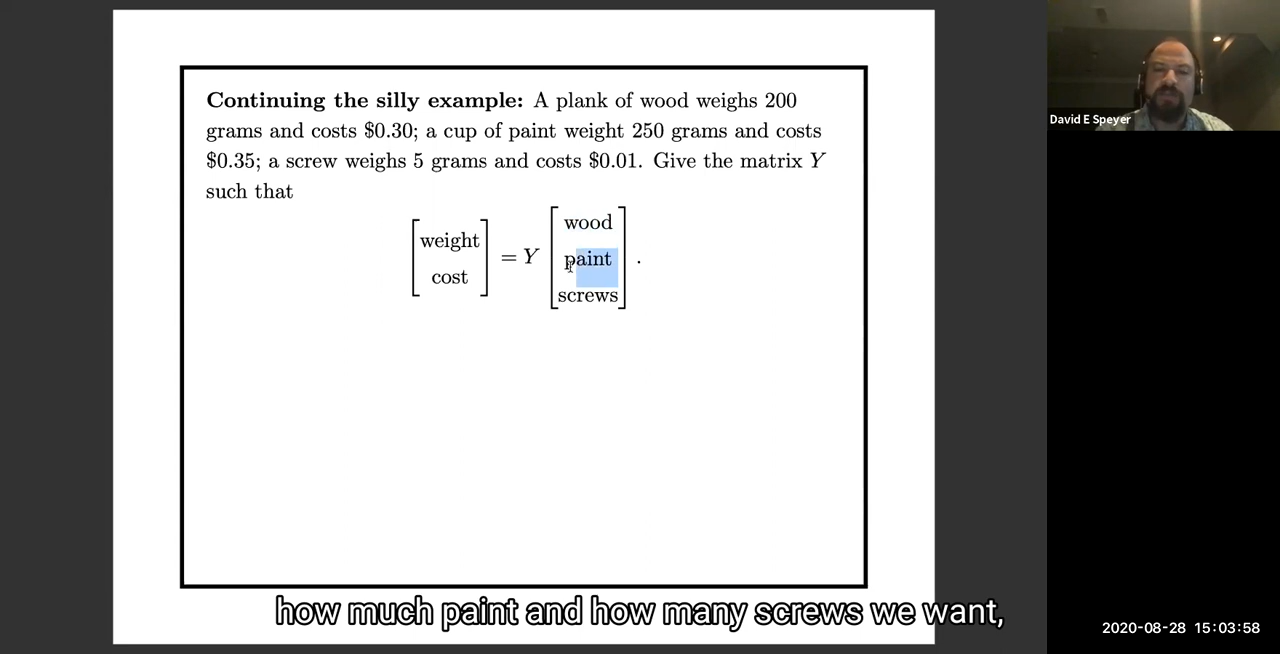 Continuing the silly example: A plank of wood weighs 200
grams and costs $0.30; a cup of paint weight 250 grams and costs
$0.35; a screw weighs 5 grams and costs $0.01. Give the matrix Y
such that
[weight
cost] = Y [wood
paint
screws] .
how much paint and how many screws we want,
David E Speyer
2020-08-28 15:03:58